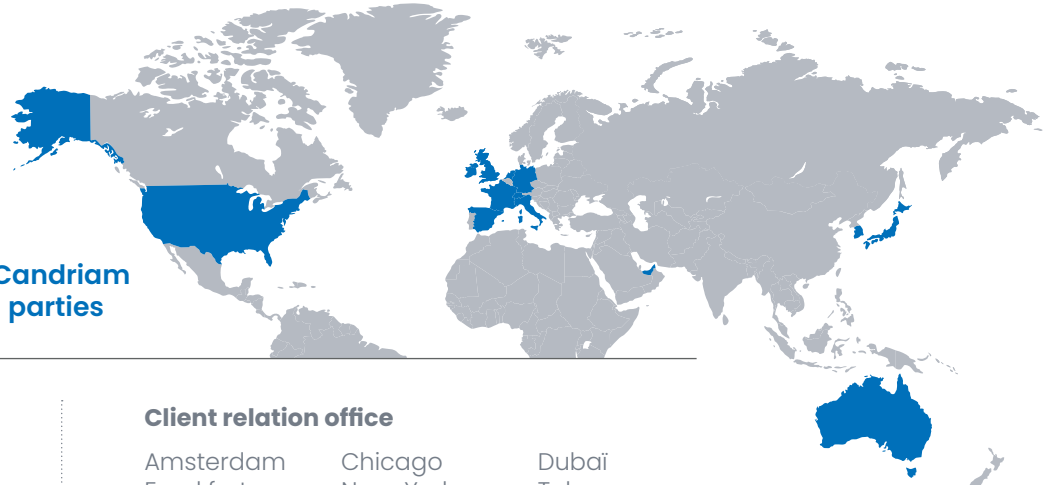 Candriam
parties
Client relation office
Amsterdam Chicago Dubaï